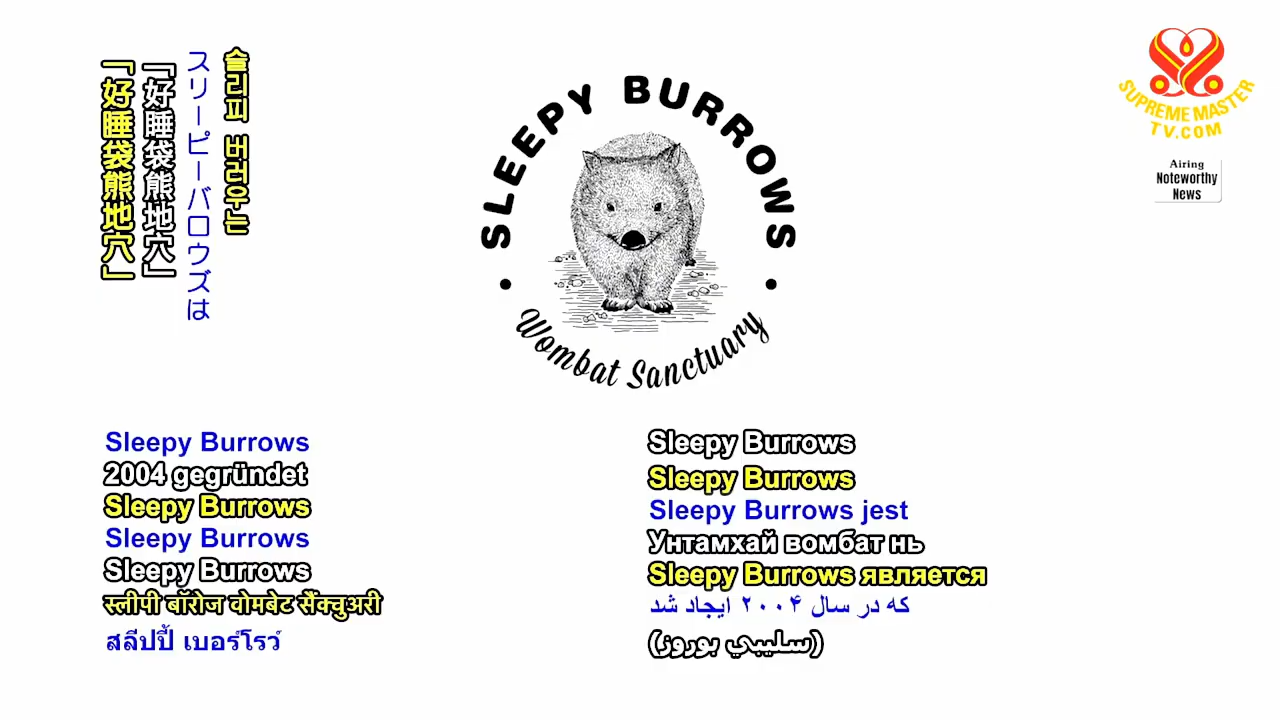 슬리피 버러우는
スリーピーバロウズは
「好睡袋熊地穴」
「好睡袋熊地穴」
SLEEPY BURROWS
Wombat Sanctuary
SUPREME MASTER
TV.COM
Airing
Noteworthy
News
Sleepy Burrows
2004 gegründet
Sleepy Burrows
Sleepy Burrows
Sleepy Burrows
स्लीपी बॉरोज वोमबेट सैंक्चुअरी
สลีปปี้ เบอร์โรว์
Sleepy Burrows
Sleepy Burrows
Sleepy Burrows jest
Унтамхай вомбат нь
Sleepy Burrows является
که در سال ۲۰۰۴ ایجاد شد
(سليبي بوروز)